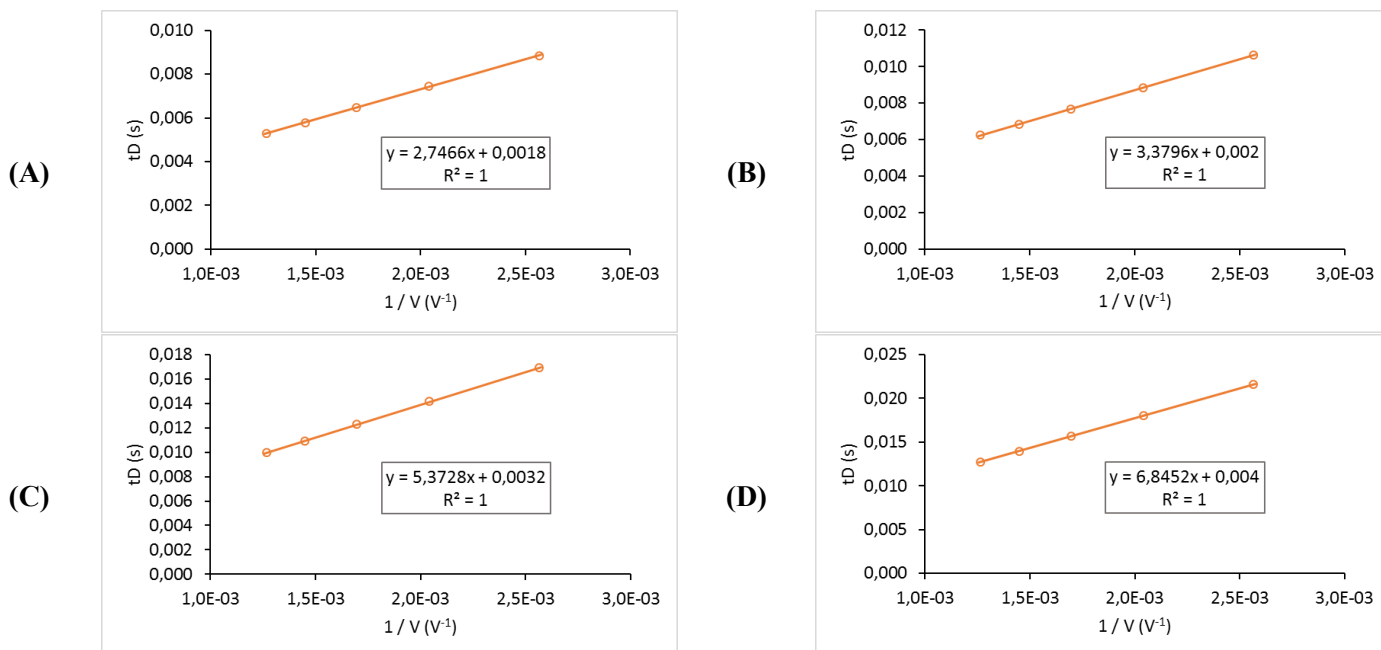 (A)
0,010
0,008
0,006
0,004
0,002
0,000
tD (s)
y = 2,7466x + 0,0018
R² = 1
1,0E-03 1,5E-03 2,0E-03 2,5E-03 3,0E-03
1 / V (V⁻¹)
(B)
0,012
0,010
0,008
0,006
0,004
0,002
0,000
tD (s)
y = 3,3796x + 0,002
R² = 1
1,0E-03 1,5E-03 2,0E-03 2,5E-03 3,0E-03
1 / V (V⁻¹)
(C)
0,018
0,016
0,014
0,012
0,010
0,008
0,006
0,004
0,002
0,000
tD (s)
y = 5,3728x + 0,0032
R² = 1
1,0E-03 1,5E-03 2,0E-03 2,5E-03 3,0E-03
1 / V (V⁻¹)
(D)
0,025
0,020
0,015
0,010
0,005
0,000
tD (s)
y = 6,8452x + 0,004
R² = 1
1,0E-03 1,5E-03 2,0E-03 2,5E-03 3,0E-03
1 / V (V⁻¹)